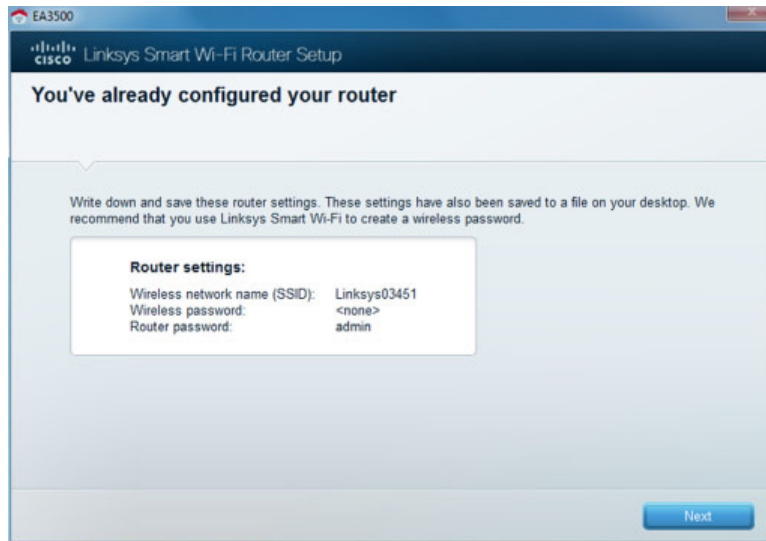 EA3500
cisco Linksys Smart Wi-Fi Router Setup
You've already configured your router
Write down and save these router settings. These settings have also been saved to a file on your desktop. We
recommend that you use Linksys Smart Wi-Fi to create a wireless password.
Router settings:
Wireless network name (SSID): Linksys03451
Wireless password: <none>
Router password: admin
Next